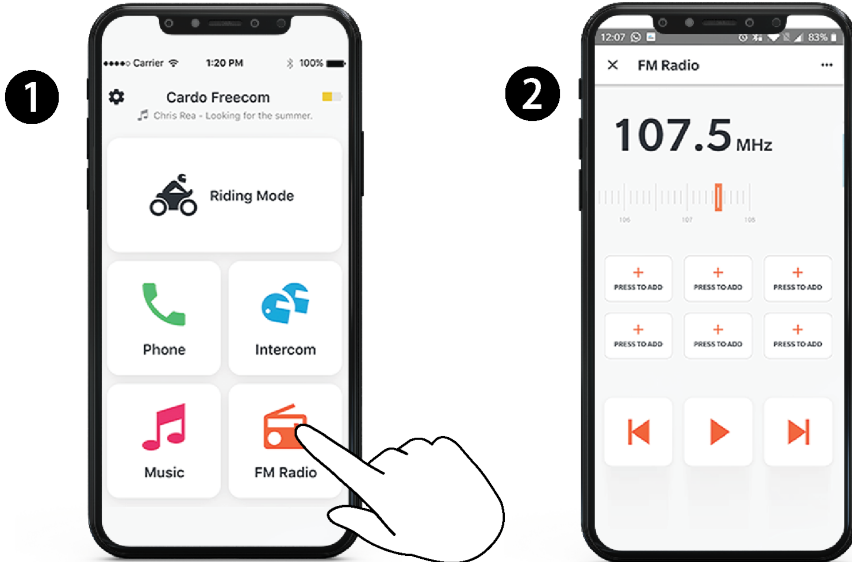 1
Carrier 1:20 PM 100%
Cardo Freecom
Chris Rea - Looking for the summer.
Riding Mode
Phone Intercom
Music FM Radio
2
12:07 83%
× FM Radio ...
107.5 MHz
106 107 108
+ + +
PRESS TO ADD PRESS TO ADD PRESS TO ADD
+ + +
PRESS TO ADD PRESS TO ADD PRESS TO ADD